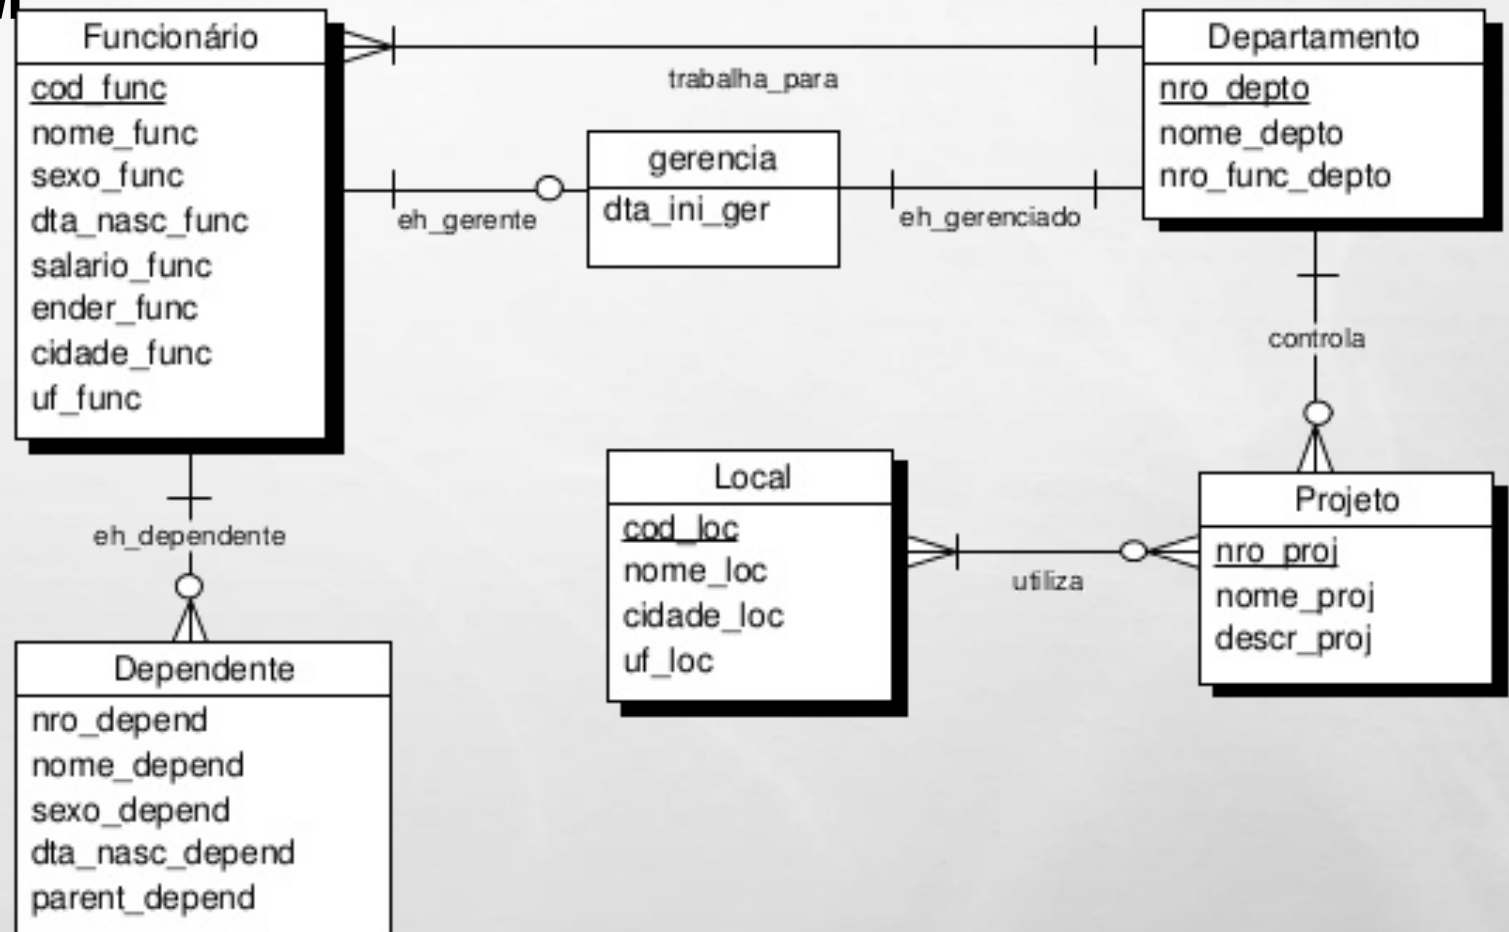 Funcionário
cod_func
nome_func
sexo_func
dta_nasc_func
salario_func
ender_func
cidade_func
uf_func
trabalha_para
Departamento
nro_depto
nome_depto
nro_func_depto
eh_gerente
gerencia
dta_ini_ger
eh_gerenciado
controla
eh_dependente
Local
cod_loc
nome_loc
cidade_loc
uf_loc
utiliza
Projeto
nro_proj
nome_proj
descr_proj
Dependente
nro_depend
nome_depend
sexo_depend
dta_nasc_depend
parent_depend